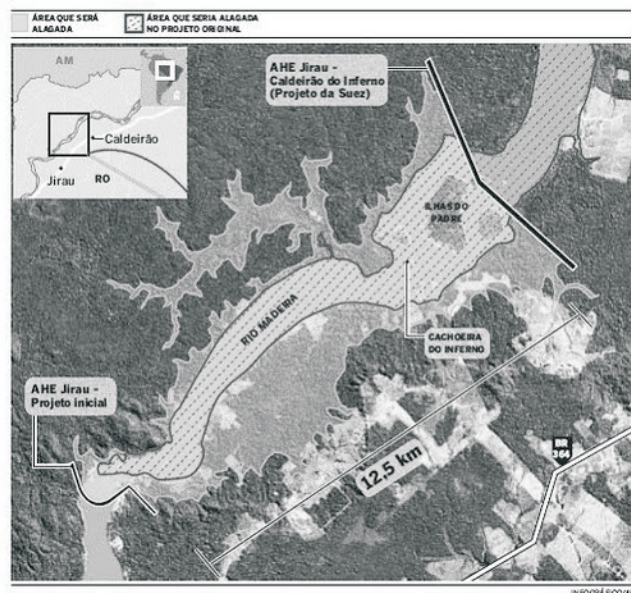 ÁREA QUE SERÁ
ALAGADA
ÁREA QUE SERIA ALAGADA
NO PROJETO ORIGINAL
AM
Caldeirão
Jirau
RO
AHE Jirau -
Caldeirão do Inferno
(Projeto da Suez)
ILHAS DO
PADRE
RIO MADEIRA
CACHOEIRA
DO INFERNO
AHE Jirau -
Projeto inicial
12,5 km
BR
364